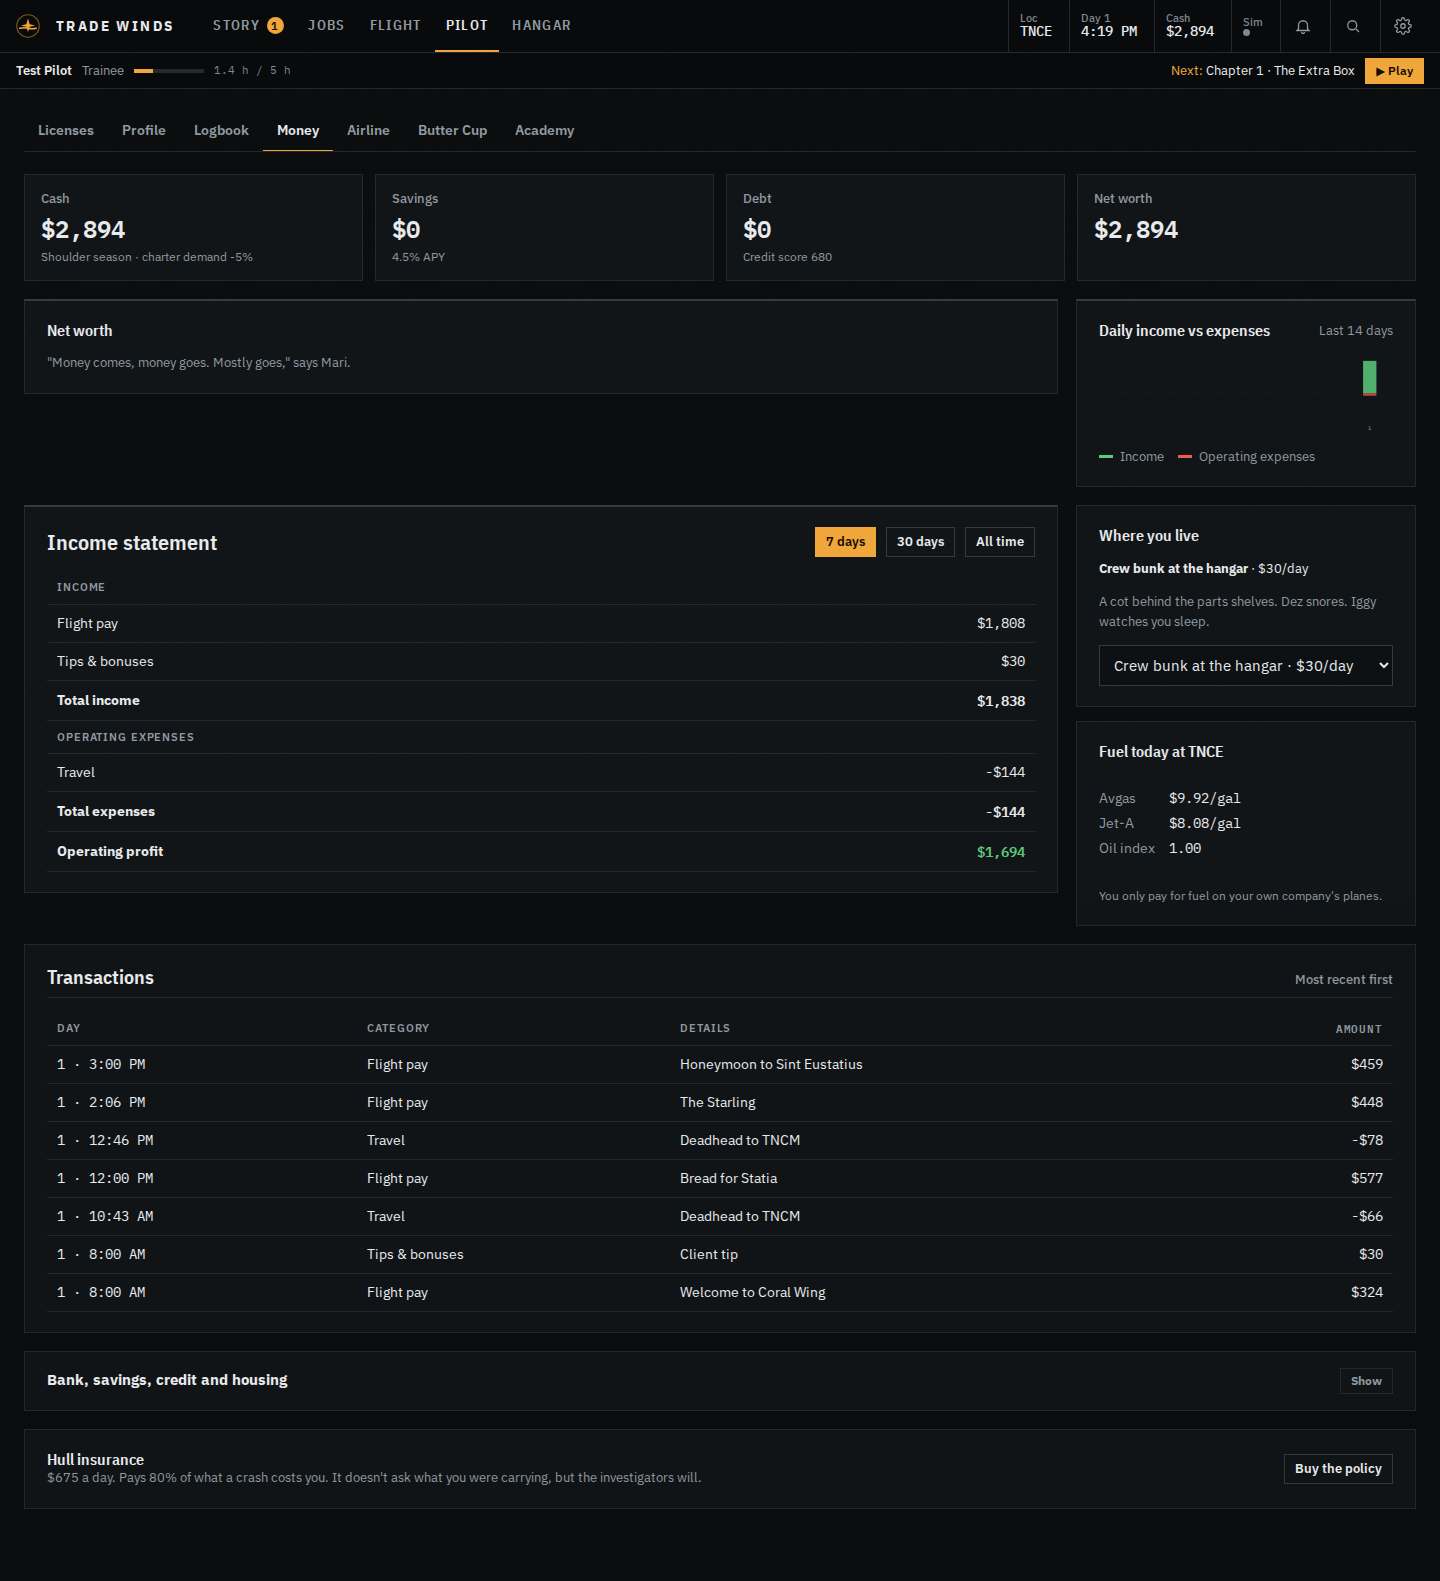 TRADE WINDS
STORY 1 JOBS FLIGHT PILOT HANGAR
Loc
TNCE
Day 1
4:19 PM
Cash
$2,894
Sim
Test Pilot Trainee 1.4 h / 5 h
Next: Chapter 1 · The Extra Box ▶ Play
Licenses Profile Logbook Money Airline Butter Cup Academy
Cash
$2,894
Shoulder season · charter demand -5%
Savings
$0
4.5% APY
Debt
$0
Credit score 680
Net worth
$2,894
Net worth
"Money comes, money goes. Mostly goes," says Mari.
Daily income vs expenses Last 14 days
1
Income Operating expenses
Income statement 7 days 30 days All time
INCOME
Flight pay $1,808
Tips & bonuses $30
Total income $1,838
OPERATING EXPENSES
Travel -$144
Total expenses -$144
Operating profit $1,694
Where you live
Crew bunk at the hangar · $30/day
A cot behind the parts shelves. Dez snores. Iggy
watches you sleep.
Crew bunk at the hangar · $30/day
Fuel today at TNCE
Avgas $9.92/gal
Jet-A $8.08/gal
Oil index 1.00
You only pay for fuel on your own company's planes.
Transactions Most recent first
DAY CATEGORY DETAILS AMOUNT
1 · 3:00 PM Flight pay Honeymoon to Sint Eustatius $459
1 · 2:06 PM Flight pay The Starling $448
1 · 12:46 PM Travel Deadhead to TNCM -$78
1 · 12:00 PM Flight pay Bread for Statia $577
1 · 10:43 AM Travel Deadhead to TNCM -$66
1 · 8:00 AM Tips & bonuses Client tip $30
1 · 8:00 AM Flight pay Welcome to Coral Wing $324
Bank, savings, credit and housing Show
Hull insurance
$675 a day. Pays 80% of what a crash costs you. It doesn't ask what you were carrying, but the investigators will.
Buy the policy